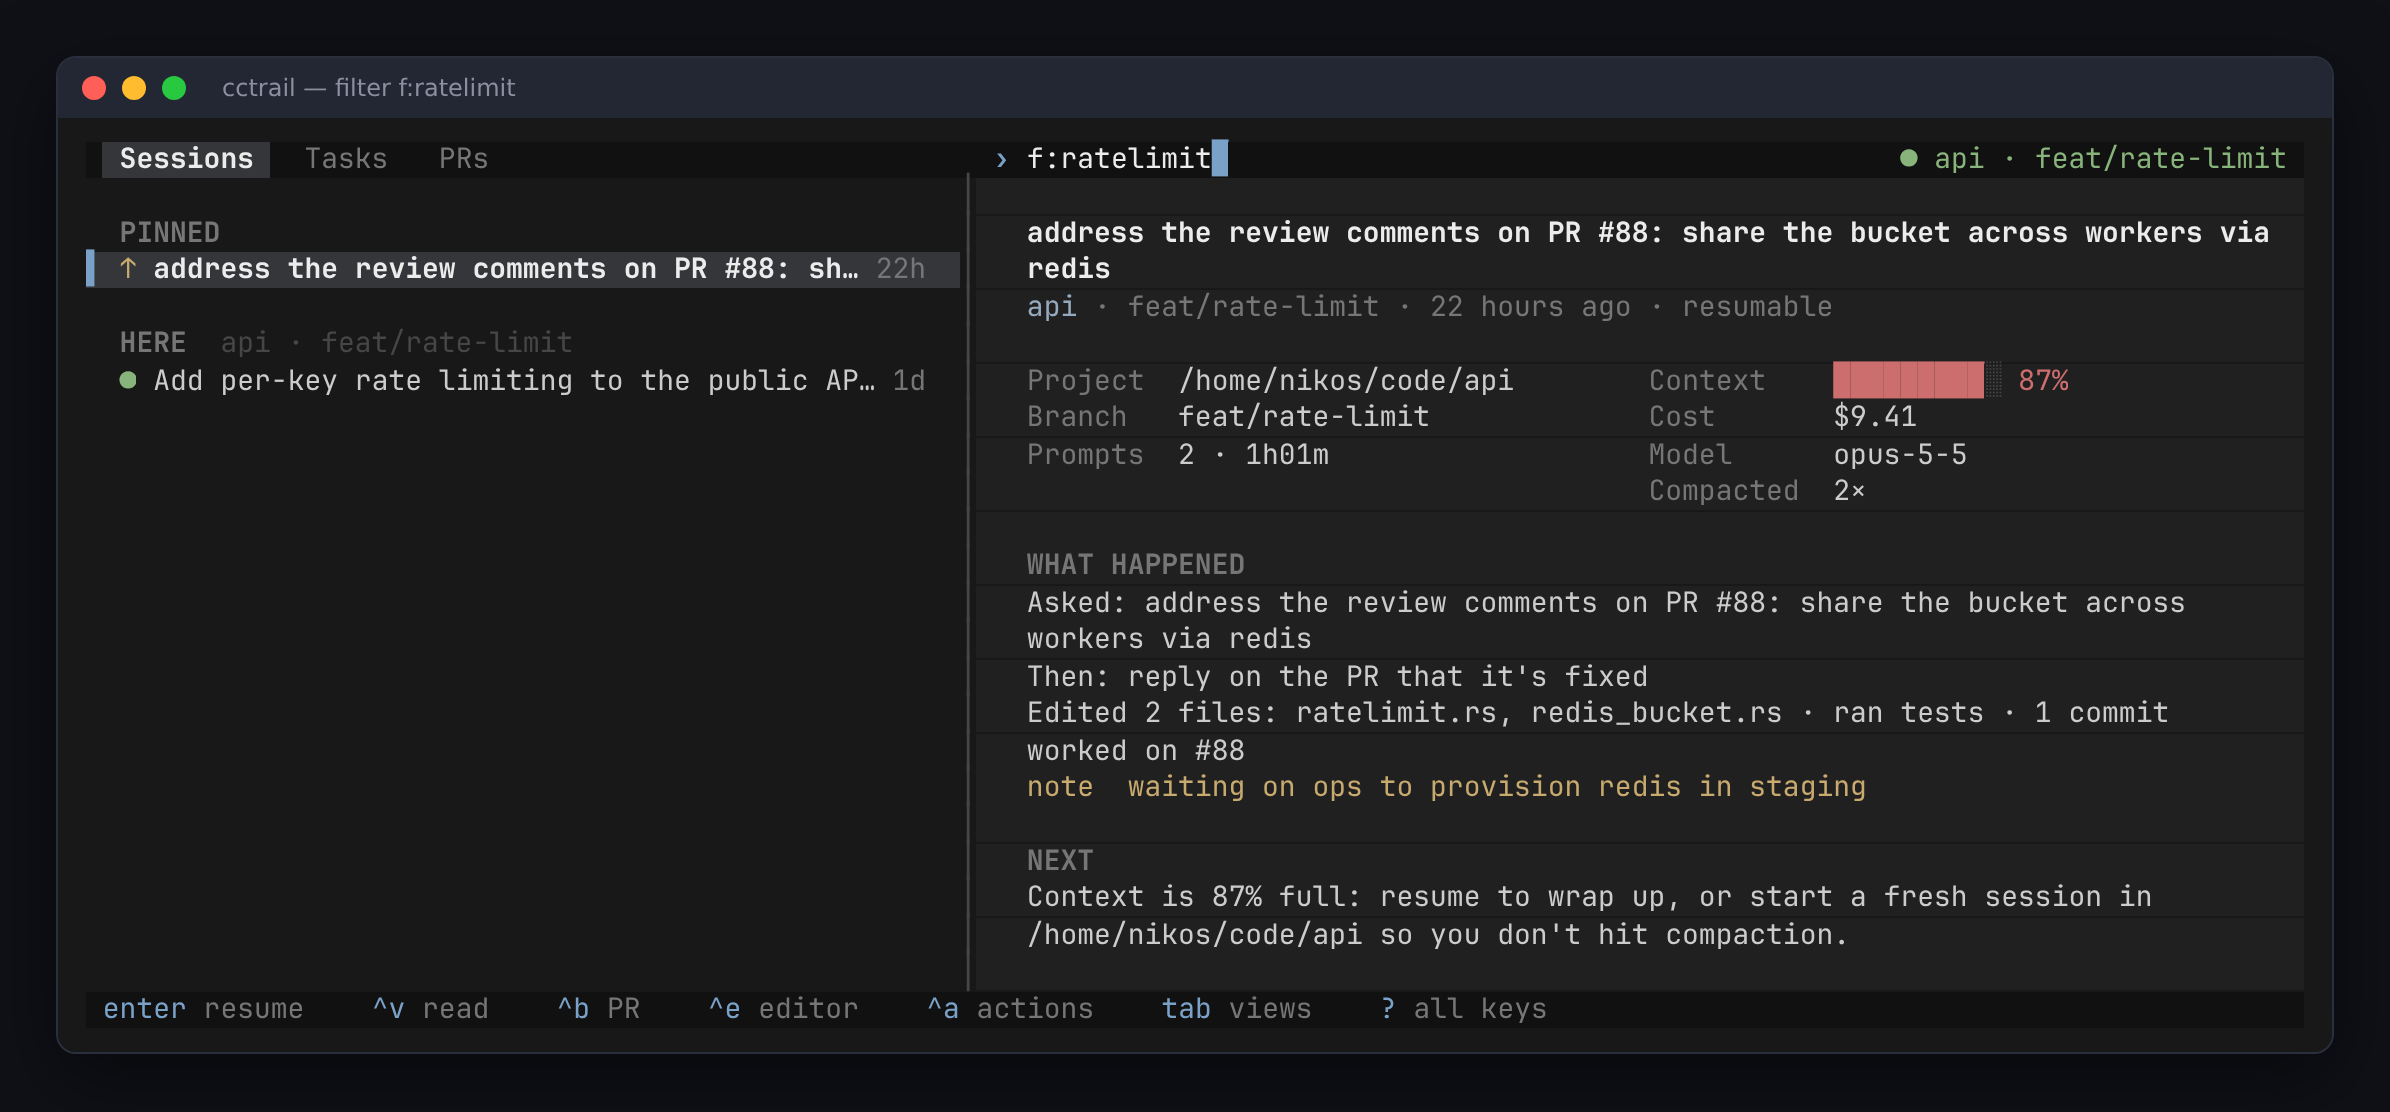 cctrail — filter f:ratelimit
Sessions Tasks PRs
› f:ratelimit
● api · feat/rate-limit
PINNED
↑ address the review comments on PR #88: sh… 22h
HERE api · feat/rate-limit
● Add per-key rate limiting to the public AP… 1d
address the review comments on PR #88: share the bucket across workers via
redis
api · feat/rate-limit · 22 hours ago · resumable
Project /home/nikos/code/api Context 87%
Branch feat/rate-limit Cost $9.41
Prompts 2 · 1h01m Model opus-5-5
Compacted 2×
WHAT HAPPENED
Asked: address the review comments on PR #88: share the bucket across
workers via redis
Then: reply on the PR that it's fixed
Edited 2 files: ratelimit.rs, redis_bucket.rs · ran tests · 1 commit
worked on #88
note waiting on ops to provision redis in staging
NEXT
Context is 87% full: resume to wrap up, or start a fresh session in
/home/nikos/code/api so you don't hit compaction.
enter resume ^v read ^b PR ^e editor ^a actions tab views ? all keys